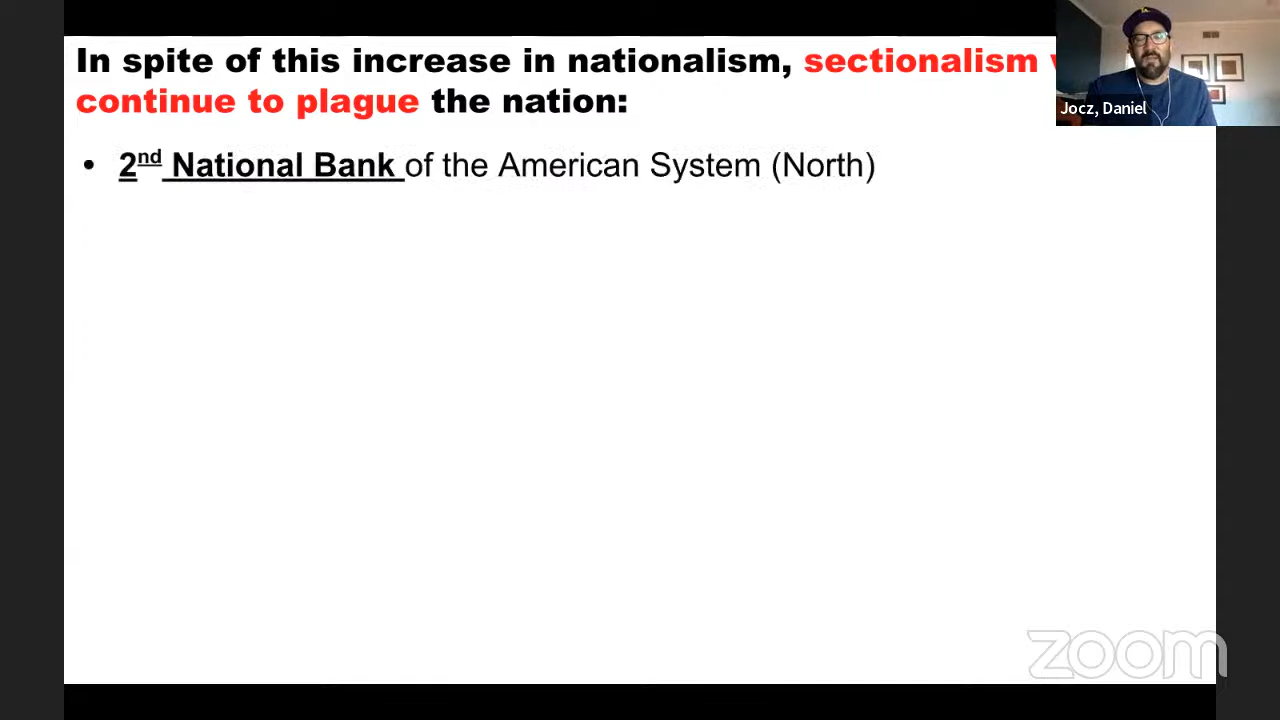 In spite of this increase in nationalism, sectionalism
continue to plague the nation:
• 2nd National Bank of the American System (North)
Jocz, Daniel
zoom